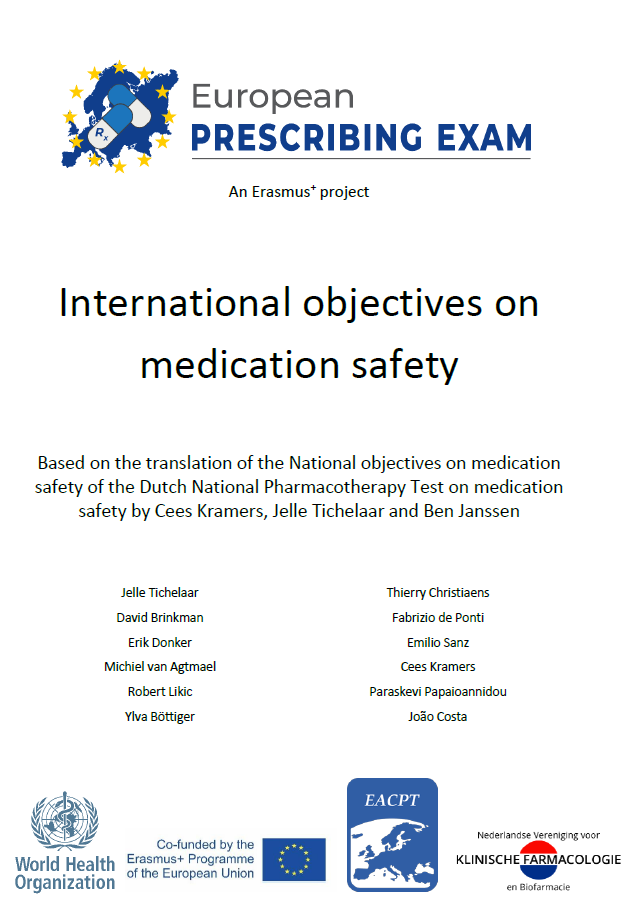 Rx
European
PRESCRIBING EXAM
An Erasmus+ project
International objectives on
medication safety
Based on the translation of the National objectives on medication
safety of the Dutch National Pharmacotherapy Test on medication
safety by Cees Kramers, Jelle Tichelaar and Ben Janssen
Jelle Tichelaar
David Brinkman
Erik Donker
Michiel van Agtmael
Robert Likic
Ylva Böttiger
Thierry Christiaens
Fabrizio de Ponti
Emilio Sanz
Cees Kramers
Paraskevi Papaioannidou
João Costa
World Health
Organization
Co-funded by the
Erasmus+ Programme
of the European Union
EACPT
Nederlandse Vereniging voor
KLINISCHE FARMACOLOGIE
en Biofarmacie